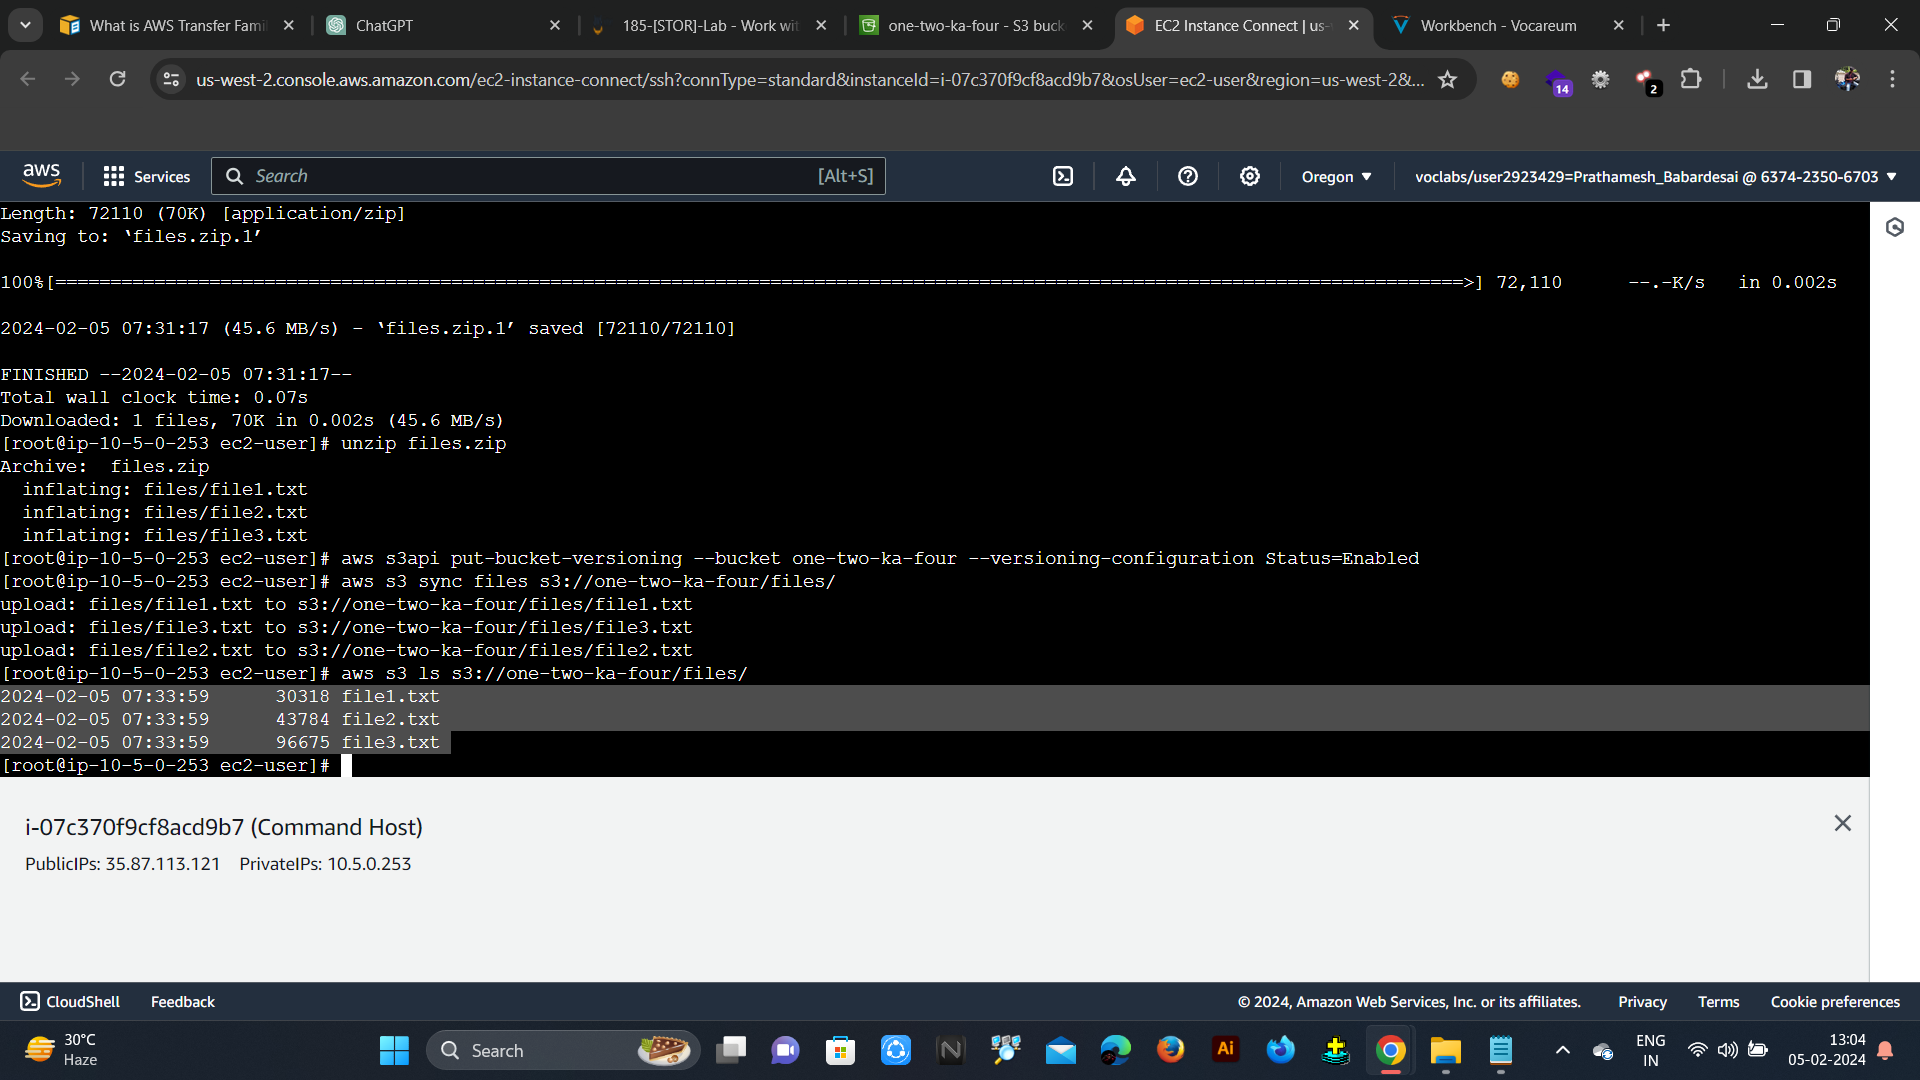 What is AWS Transfer Fami
ChatGPT
185-[STOR]-Lab - Work wit
one-two-ka-four - S3 buck
EC2 Instance Connect | us-
Workbench - Vocareum
us-west-2.console.aws.amazon.com/ec2-instance-connect/ssh?connType=standard&instanceId=i-07c370f9cf8acd9b7&osUser=ec2-user&region=us-west-2&...
14
2
aws
Services
Search
[Alt+S]
Oregon
voclabs/user2923429=Prathamesh_Babardesai @ 6374-2350-6703
Length: 72110 (70K) [application/zip]
Saving to: ‘files.zip.1’
100%[================================================================================================================================>] 72,110      --.-K/s   in 0.002s
2024-02-05 07:31:17 (45.6 MB/s) - ‘files.zip.1’ saved [72110/72110]
FINISHED --2024-02-05 07:31:17--
Total wall clock time: 0.07s
Downloaded: 1 files, 70K in 0.002s (45.6 MB/s)
[root@ip-10-5-0-253 ec2-user]# unzip files.zip
Archive:  files.zip
  inflating: files/file1.txt
  inflating: files/file2.txt
  inflating: files/file3.txt
[root@ip-10-5-0-253 ec2-user]# aws s3api put-bucket-versioning --bucket one-two-ka-four --versioning-configuration Status=Enabled
[root@ip-10-5-0-253 ec2-user]# aws s3 sync files s3://one-two-ka-four/files/
upload: files/file1.txt to s3://one-two-ka-four/files/file1.txt
upload: files/file3.txt to s3://one-two-ka-four/files/file3.txt
upload: files/file2.txt to s3://one-two-ka-four/files/file2.txt
[root@ip-10-5-0-253 ec2-user]# aws s3 ls s3://one-two-ka-four/files/
2024-02-05 07:33:59      30318 file1.txt
2024-02-05 07:33:59      43784 file2.txt
2024-02-05 07:33:59      96675 file3.txt
[root@ip-10-5-0-253 ec2-user]#
i-07c370f9cf8acd9b7 (Command Host)
PublicIPs: 35.87.113.121    PrivateIPs: 10.5.0.253
CloudShell
Feedback
© 2024, Amazon Web Services, Inc. or its affiliates.
Privacy
Terms
Cookie preferences
30°C
Haze
Search
Ai
ENG
IN
13:04
05-02-2024